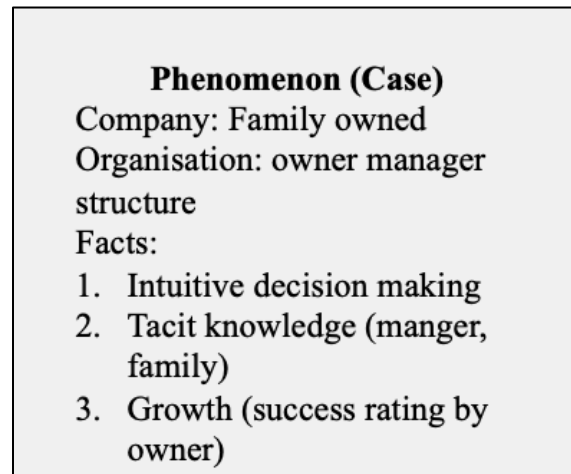 Phenomenon (Case)
Company: Family owned
Organisation: owner manager
structure
Facts:
1. Intuitive decision making
2. Tacit knowledge (manger,
family)
3. Growth (success rating by
owner)